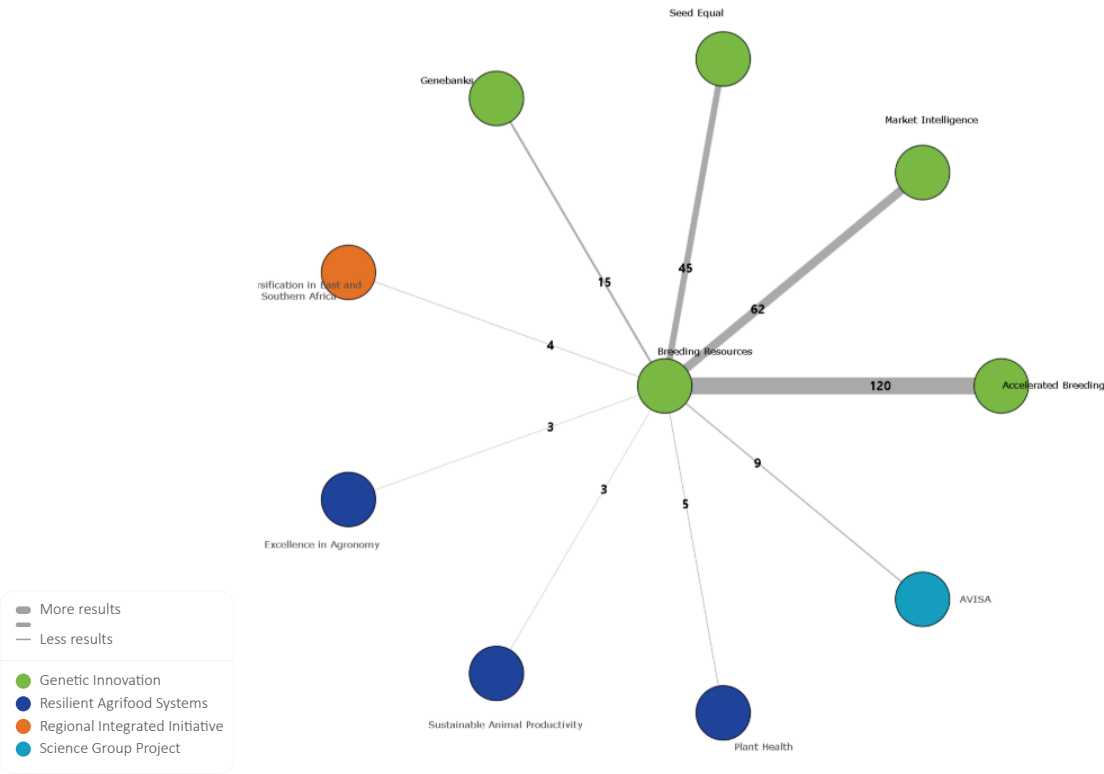 Seed Equal
Genebanks
Market Intelligence
45
15
rsification in East and
Southern Africa
62
4
Breeding Resources
120
Accelerated Breeding
3
9
3
5
Excellence in Agronomy
AVISA
More results
Less results
Genetic Innovation
Resilient Agrifood Systems
Regional Integrated Initiative
Science Group Project
Sustainable Animal Productivity
Plant Health